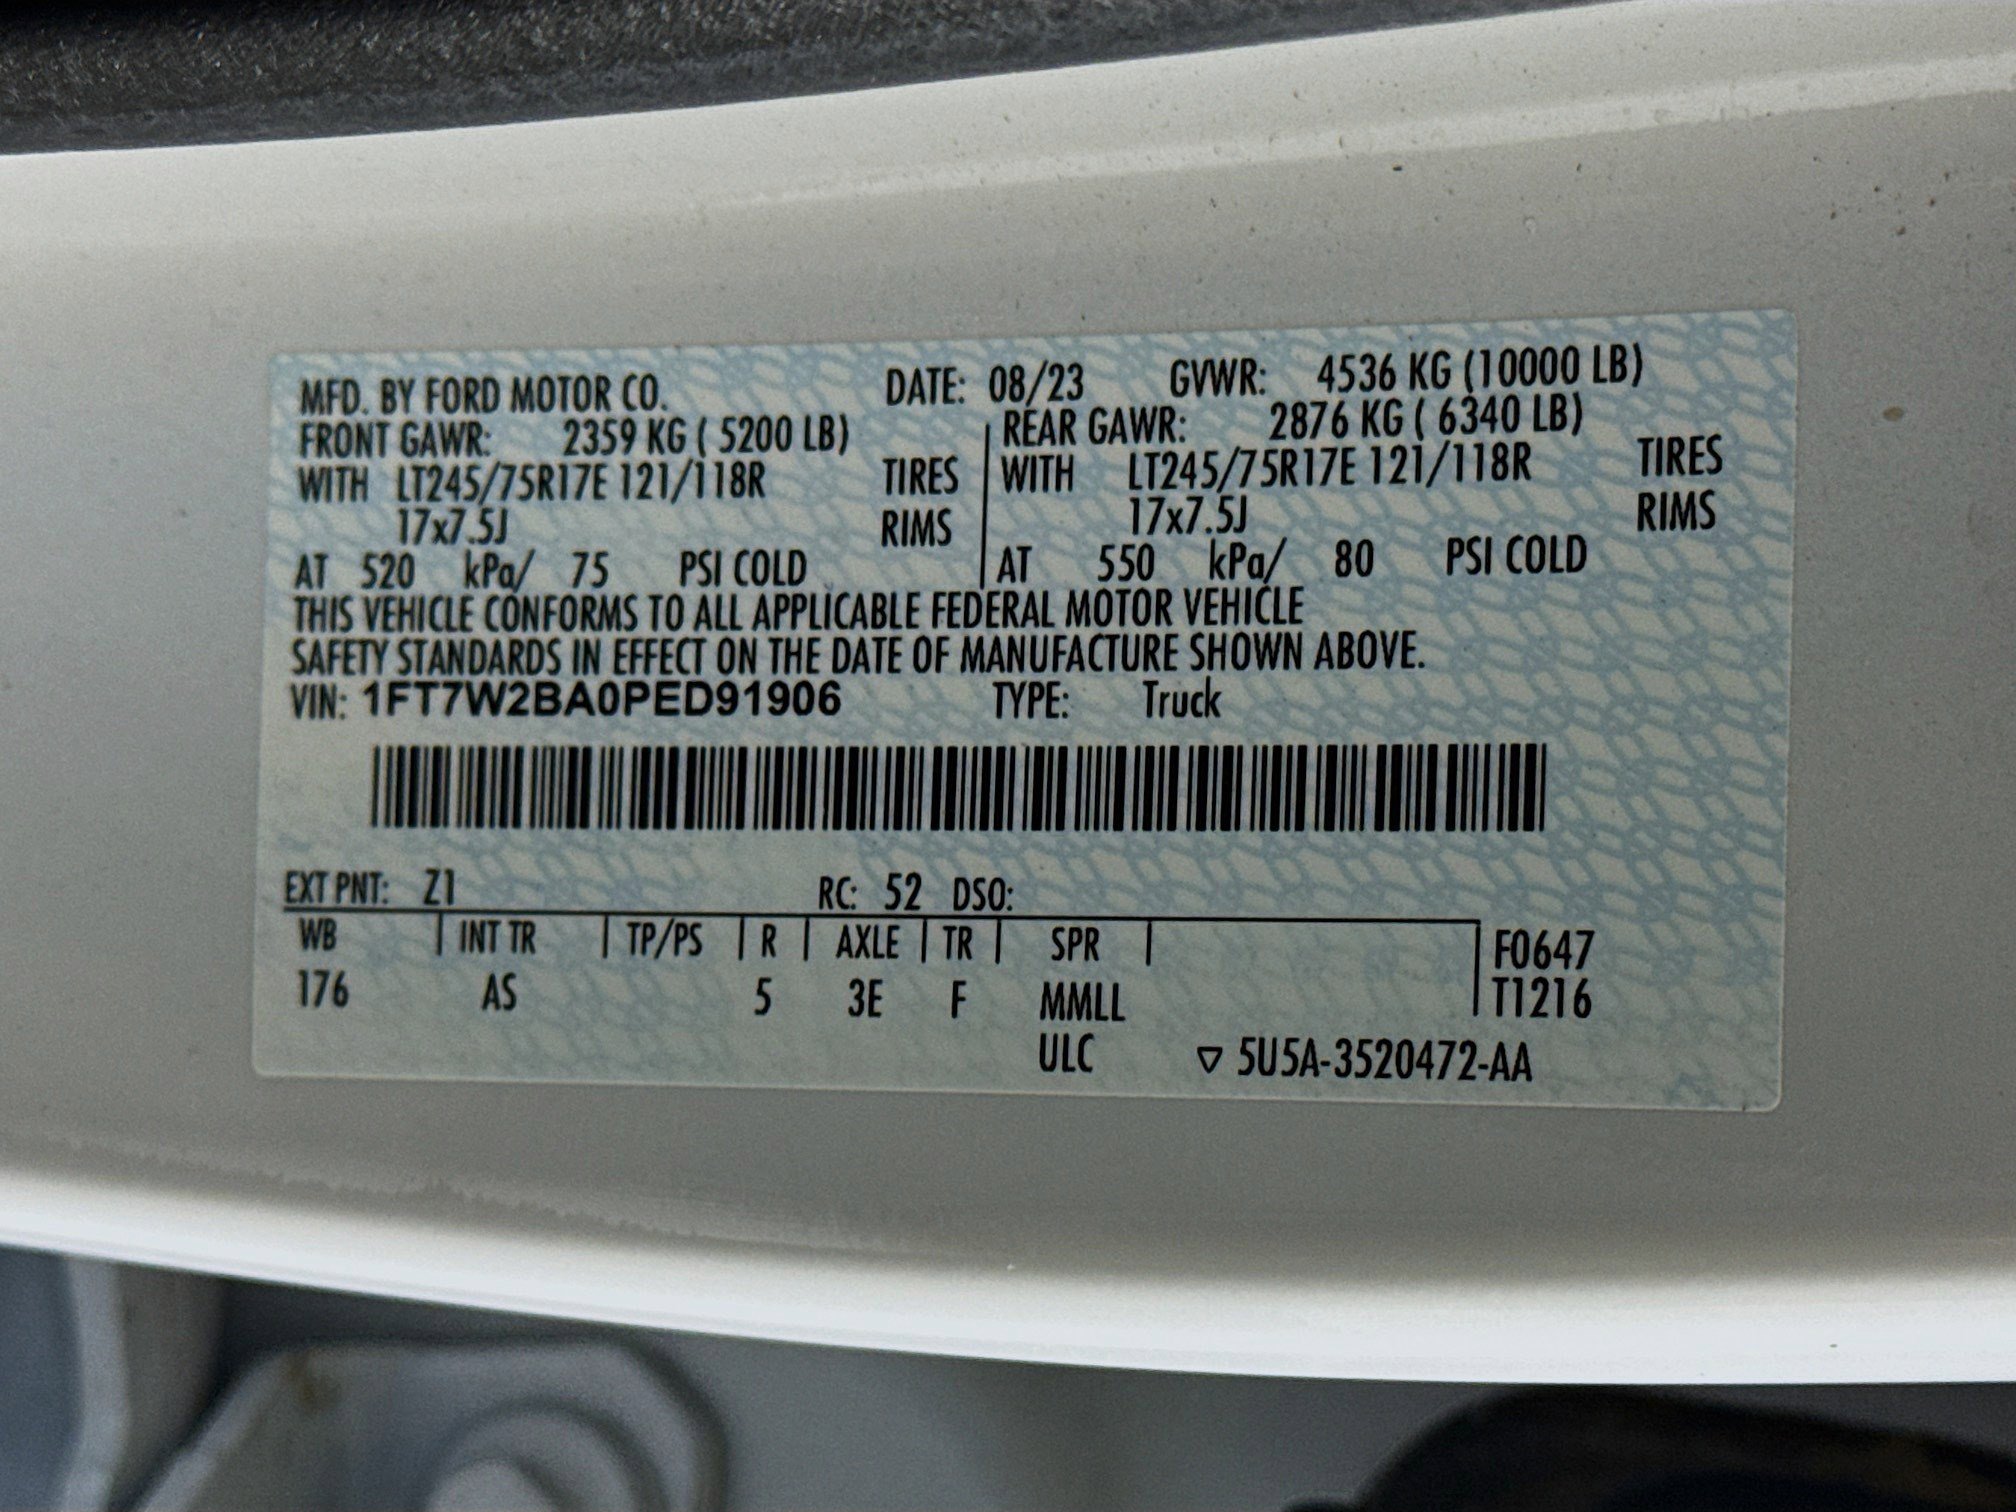 MFD. BY FORD MOTOR CO. DATE: 08/23 GVWR: 4536 KG (10000 LB)
FRONT GAWR: 2359 KG ( 5200 LB) REAR GAWR: 2876 KG ( 6340 LB)
WITH LT245/75R17E 121/118R TIRES WITH LT245/75R17E 121/118R TIRES
17x7.5J RIMS 17x7.5J RIMS
AT 520 kPa/ 75 PSI COLD AT 550 kPa/ 80 PSI COLD
THIS VEHICLE CONFORMS TO ALL APPLICABLE FEDERAL MOTOR VEHICLE
SAFETY STANDARDS IN EFFECT ON THE DATE OF MANUFACTURE SHOWN ABOVE.
VIN: 1FT7W2BA0PED91906 TYPE: Truck
EXT PNT: Z1 RC: 52 DSO:
WB INT TR TP/PS R AXLE TR SPR F0647
176 AS 5 3E F MMLL T1216
ULC ▽ 5U5A-3520472-AA